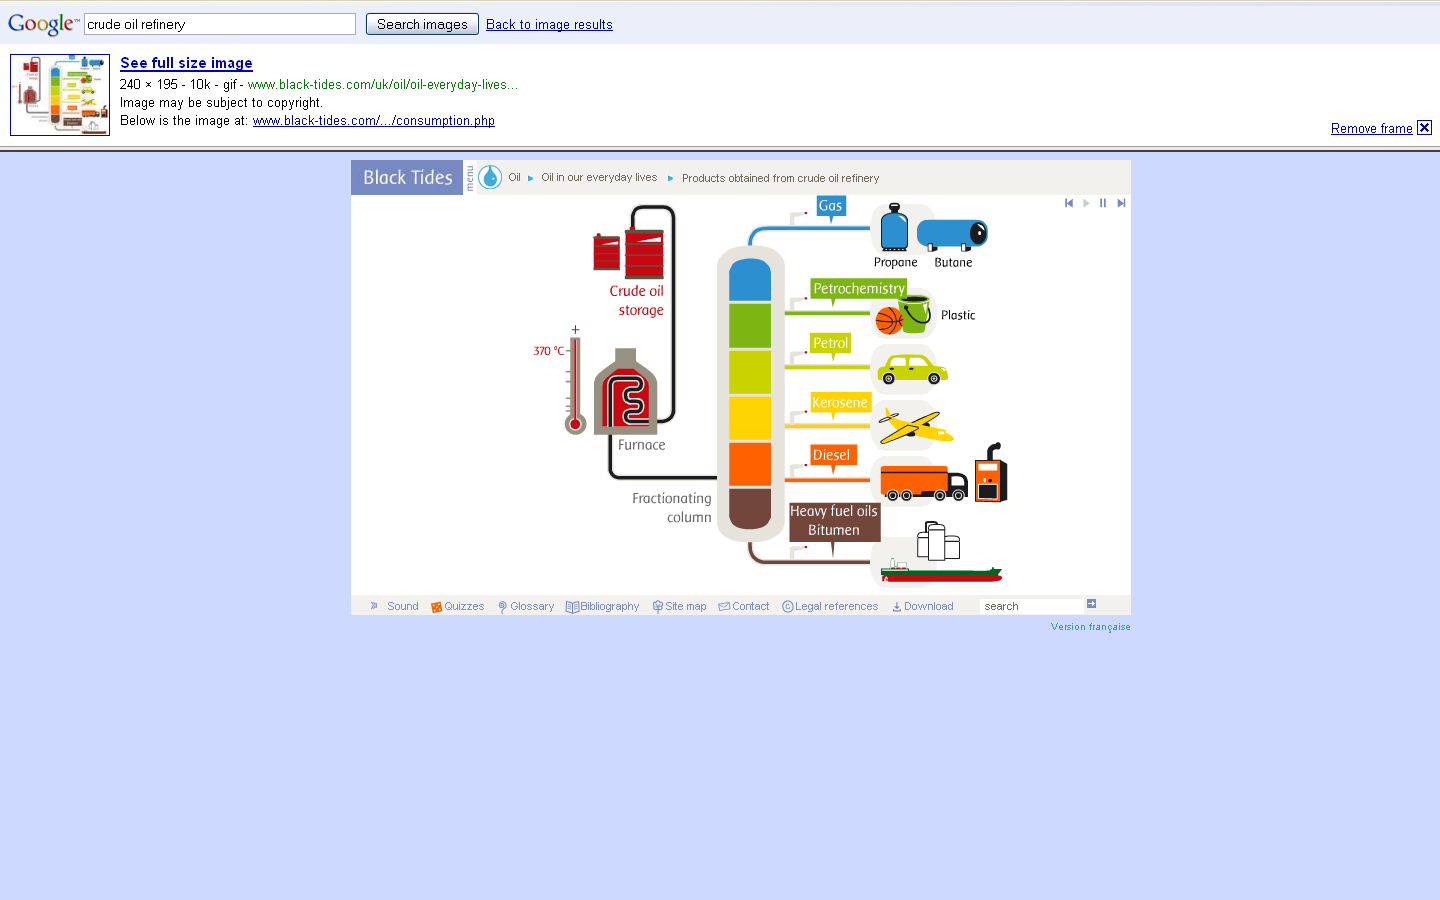 Google™ crude oil refinery Search images Back to image results
See full size image
240 × 195 - 10k - gif - www.black-tides.com/uk/oil/oil-everyday-lives...
Image may be subject to copyright.
Below is the image at: www.black-tides.com/.../consumption.php
Remove frame
Black Tides menu Oil Oil in our everyday lives Products obtained from crude oil refinery
Gas
Propane Butane
Crude oil
storage
Petrochemistry
Plastic
+
370 °C
Petrol
Furnace
Kerosene
Diesel
Fractionating
column
Heavy fuel oils
Bitumen
Sound Quizzes Glossary Bibliography Site map Contact Legal references Download search
Version française